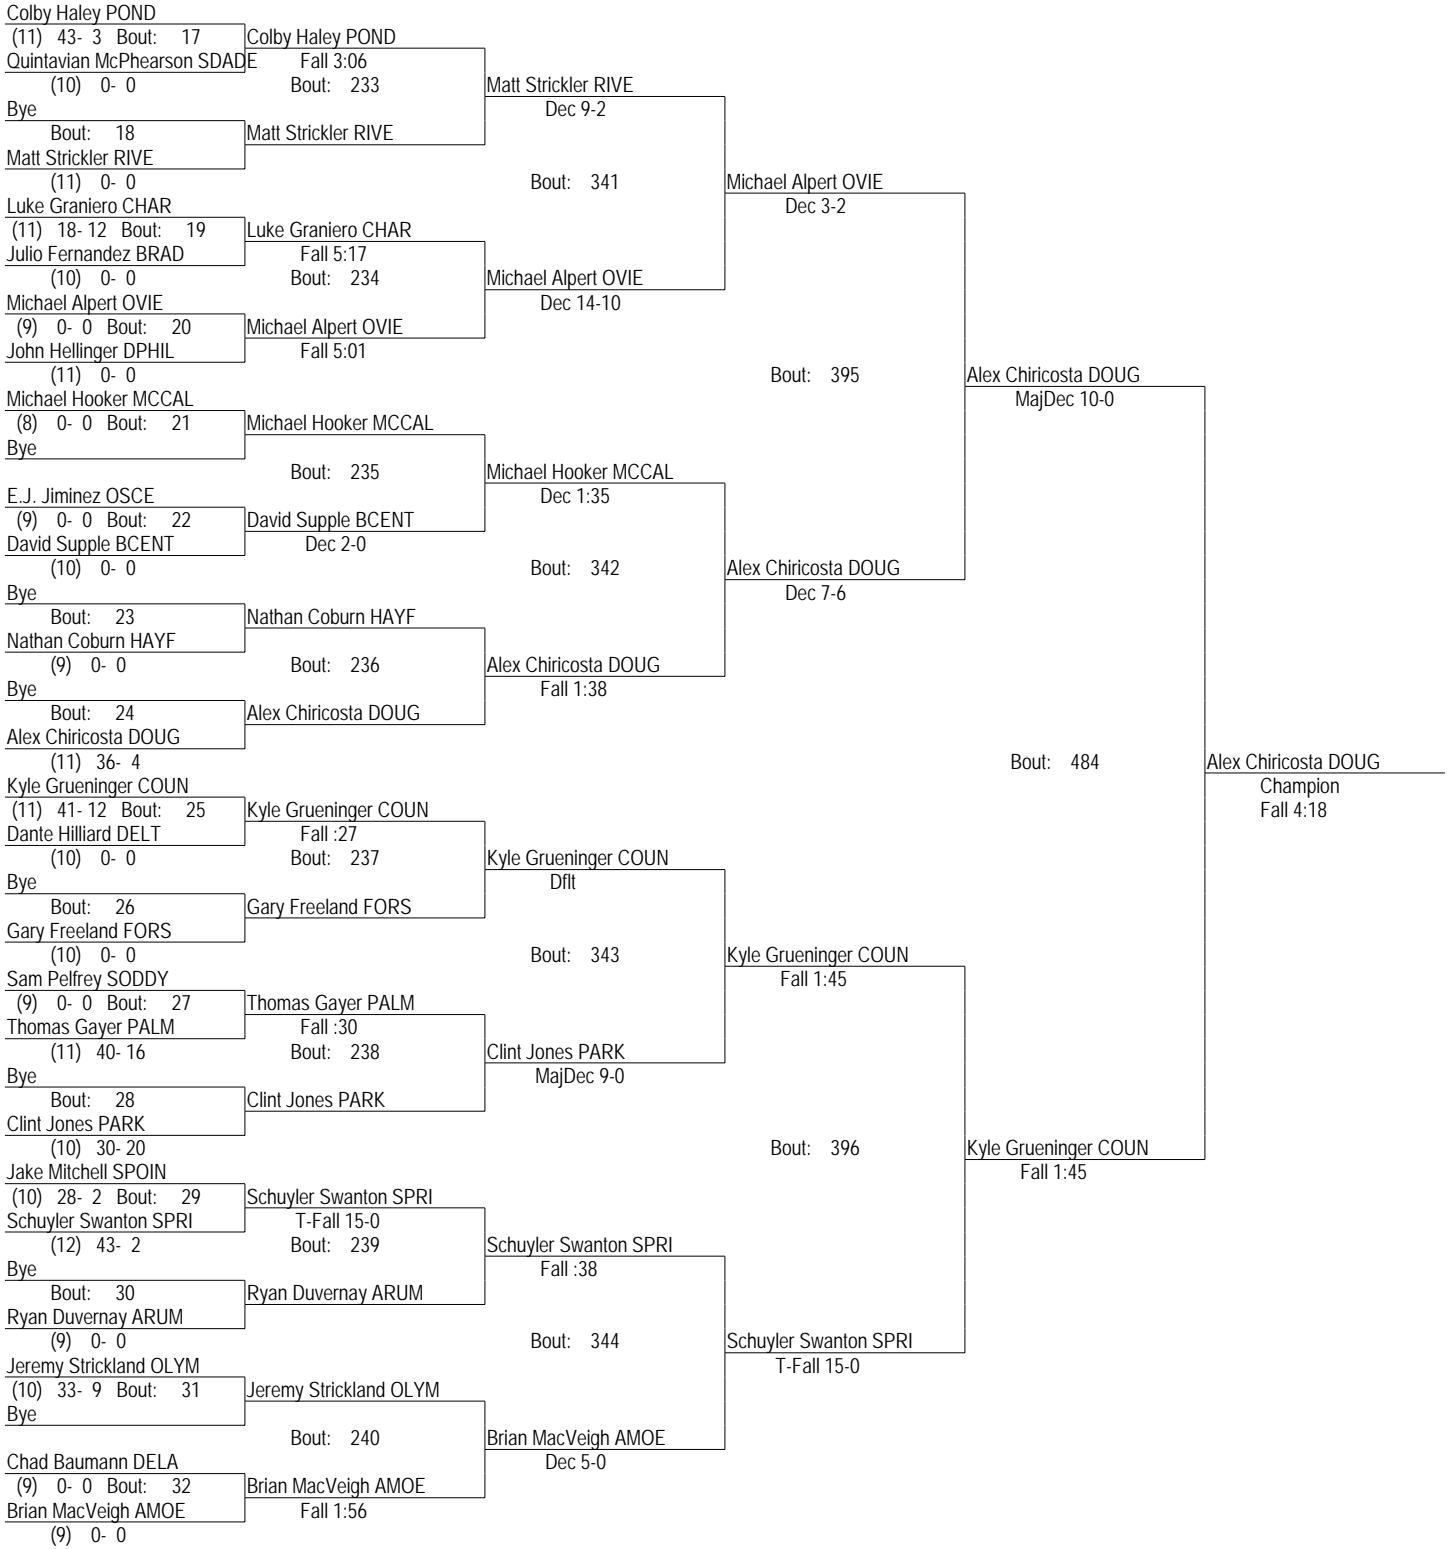 Colby Haley POND
(11) 43- 3 Bout: 17 Colby Haley POND
Quintavian McPhearson SDADE Fall 3:06
(10) 0- 0 Bout: 233 Matt Strickler RIVE
Bye Dec 9-2
Bout: 18 Matt Strickler RIVE
Matt Strickler RIVE
(11) 0- 0 Bout: 341 Michael Alpert OVIE
Luke Graniero CHAR Dec 3-2
(11) 18- 12 Bout: 19 Luke Graniero CHAR
Julio Fernandez BRAD Fall 5:17
(10) 0- 0 Bout: 234 Michael Alpert OVIE
Michael Alpert OVIE Dec 14-10
(9) 0- 0 Bout: 20 Michael Alpert OVIE
John Hellinger DPHIL Fall 5:01
(11) 0- 0 Bout: 395 Alex Chiricosta DOUG
Michael Hooker MCCAL MajDec 10-0
(8) 0- 0 Bout: 21 Michael Hooker MCCAL
Bye
Bout: 235 Michael Hooker MCCAL
E.J. Jiminez OSCE Dec 1:35
(9) 0- 0 Bout: 22 David Supple BCENT
David Supple BCENT Dec 2-0
(10) 0- 0 Bout: 342 Alex Chiricosta DOUG
Bye Dec 7-6
Bout: 23 Nathan Coburn HAYF
Nathan Coburn HAYF
(9) 0- 0 Bout: 236 Alex Chiricosta DOUG
Bye Fall 1:38
Bout: 24 Alex Chiricosta DOUG
Alex Chiricosta DOUG
(11) 36- 4 Bout: 484 Alex Chiricosta DOUG
Kyle Grueninger COUN Champion
(11) 41- 12 Bout: 25 Kyle Grueninger COUN Fall 4:18
Dante Hilliard DELT Fall :27
(10) 0- 0 Bout: 237 Kyle Grueninger COUN
Bye Dflt
Bout: 26 Gary Freeland FORS
Gary Freeland FORS
(10) 0- 0 Bout: 343 Kyle Grueninger COUN
Sam Pelfrey SODDY Fall 1:45
(9) 0- 0 Bout: 27 Thomas Gayer PALM
Thomas Gayer PALM Fall :30
(11) 40- 16 Bout: 238 Clint Jones PARK
Bye MajDec 9-0
Bout: 28 Clint Jones PARK
Clint Jones PARK
(10) 30- 20 Bout: 396 Kyle Grueninger COUN
Jake Mitchell SPOIN Fall 1:45
(10) 28- 2 Bout: 29 Schuyler Swanton SPRI
Schuyler Swanton SPRI T-Fall 15-0
(12) 43- 2 Bout: 239 Schuyler Swanton SPRI
Bye Fall :38
Bout: 30 Ryan Duvernay ARUM
Ryan Duvernay ARUM
(9) 0- 0 Bout: 344 Schuyler Swanton SPRI
Jeremy Strickland OLYM T-Fall 15-0
(10) 33- 9 Bout: 31 Jeremy Strickland OLYM
Bye
Bout: 240 Brian MacVeigh AMOE
Chad Baumann DELA Dec 5-0
(9) 0- 0 Bout: 32 Brian MacVeigh AMOE
Brian MacVeigh AMOE Fall 1:56
(9) 0- 0